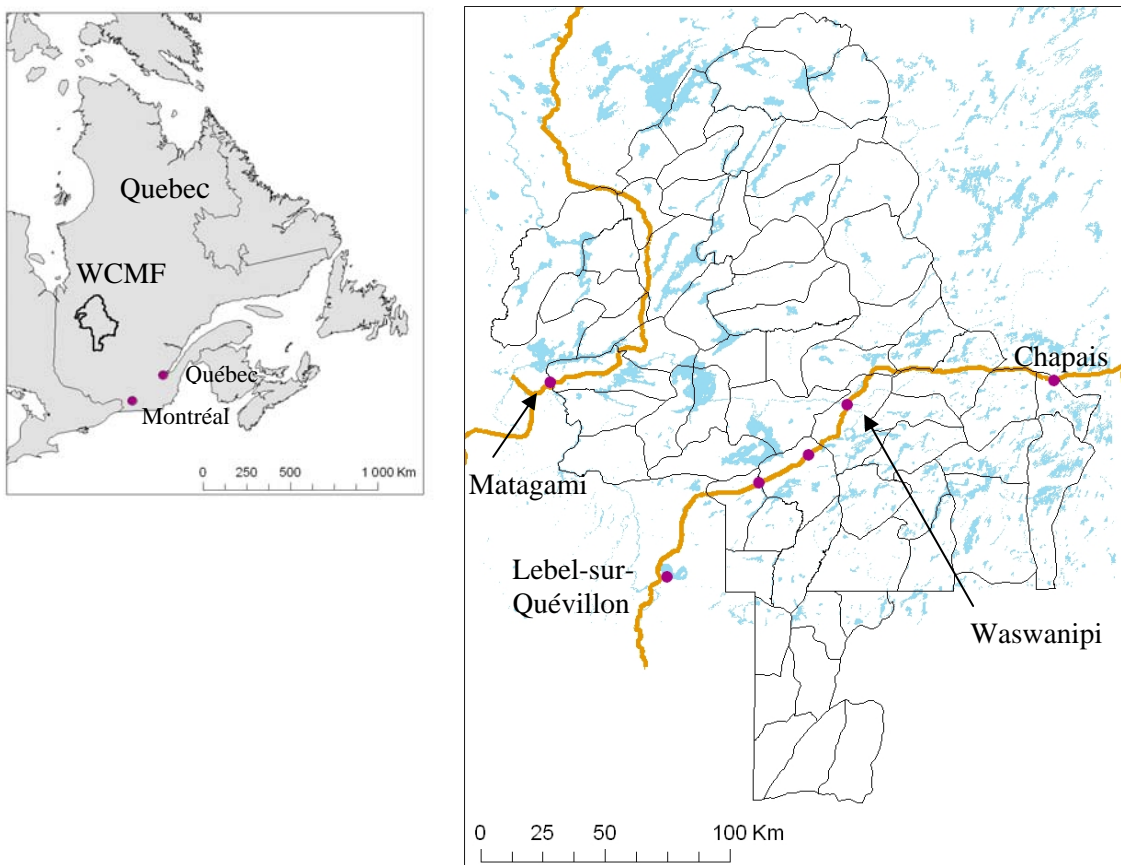 Quebec
WCMF
Québec
Montréal
0 250 500 1 000 Km
Chapais
Matagami
Lebel-sur-
Quévillon
Waswanipi
0 25 50 100 Km